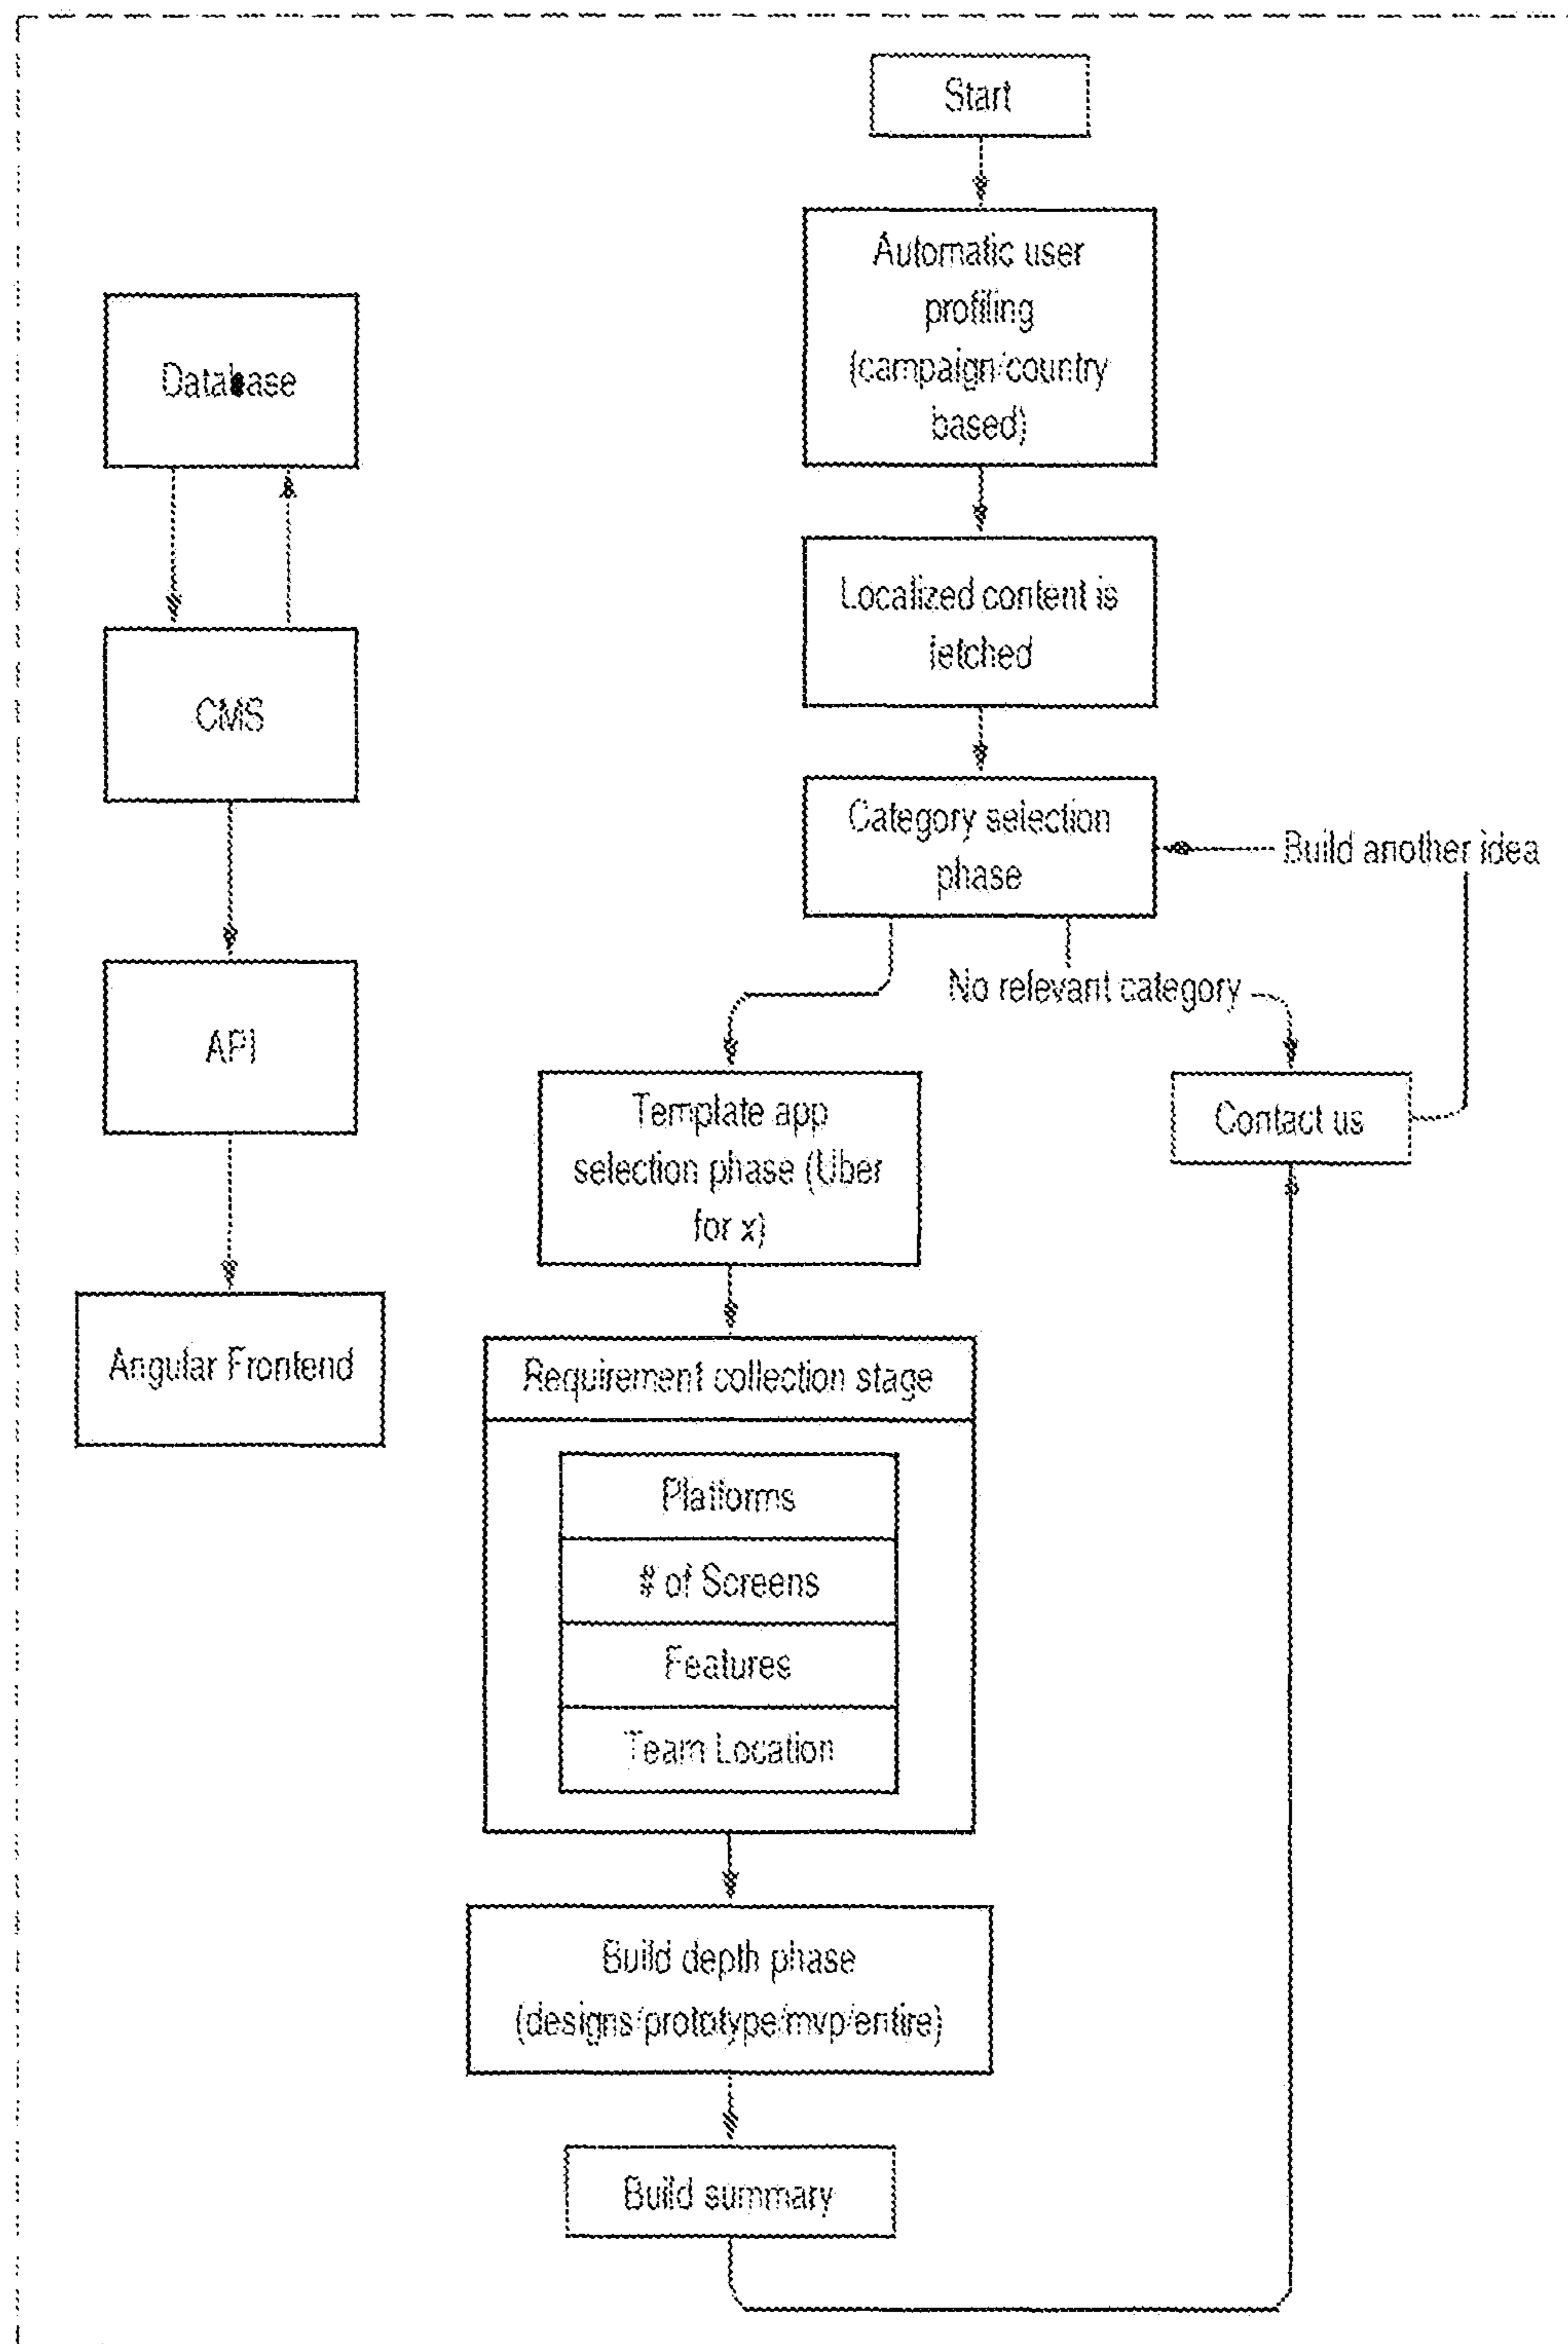 Start
Automatic user
profiling
(campaign/country
based)
Database
Localized content is
fetched
CMS
Category selection
phase
Build another idea
No relevant category
API
Template app
selection phase (Uber
for x)
Contact us
Angular Frontend
Requirement collection stage
Platforms
# of Screens
Features
Team Location
Build depth phase
(designs/prototype/mvp/entire)
Build summary